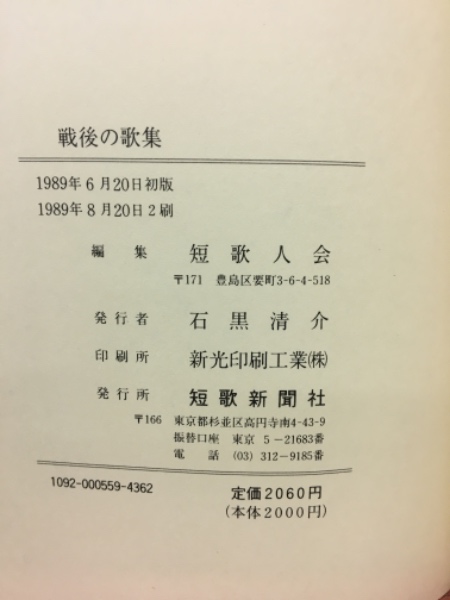 戦後の歌集
1989年6月20日初版
1989年8月20日2刷
編集 短歌人会
〒171 豊島区要町3-6-4-518
発行者 石黒清介
印刷所 新光印刷工業㈱
発行所 短歌新聞社
〒166 東京都杉並区高円寺南4-43-9
振替口座 東京 5-21683番
電話 (03) 312-9185番
1092-000559-4362
定価2060円
(本体2000円)